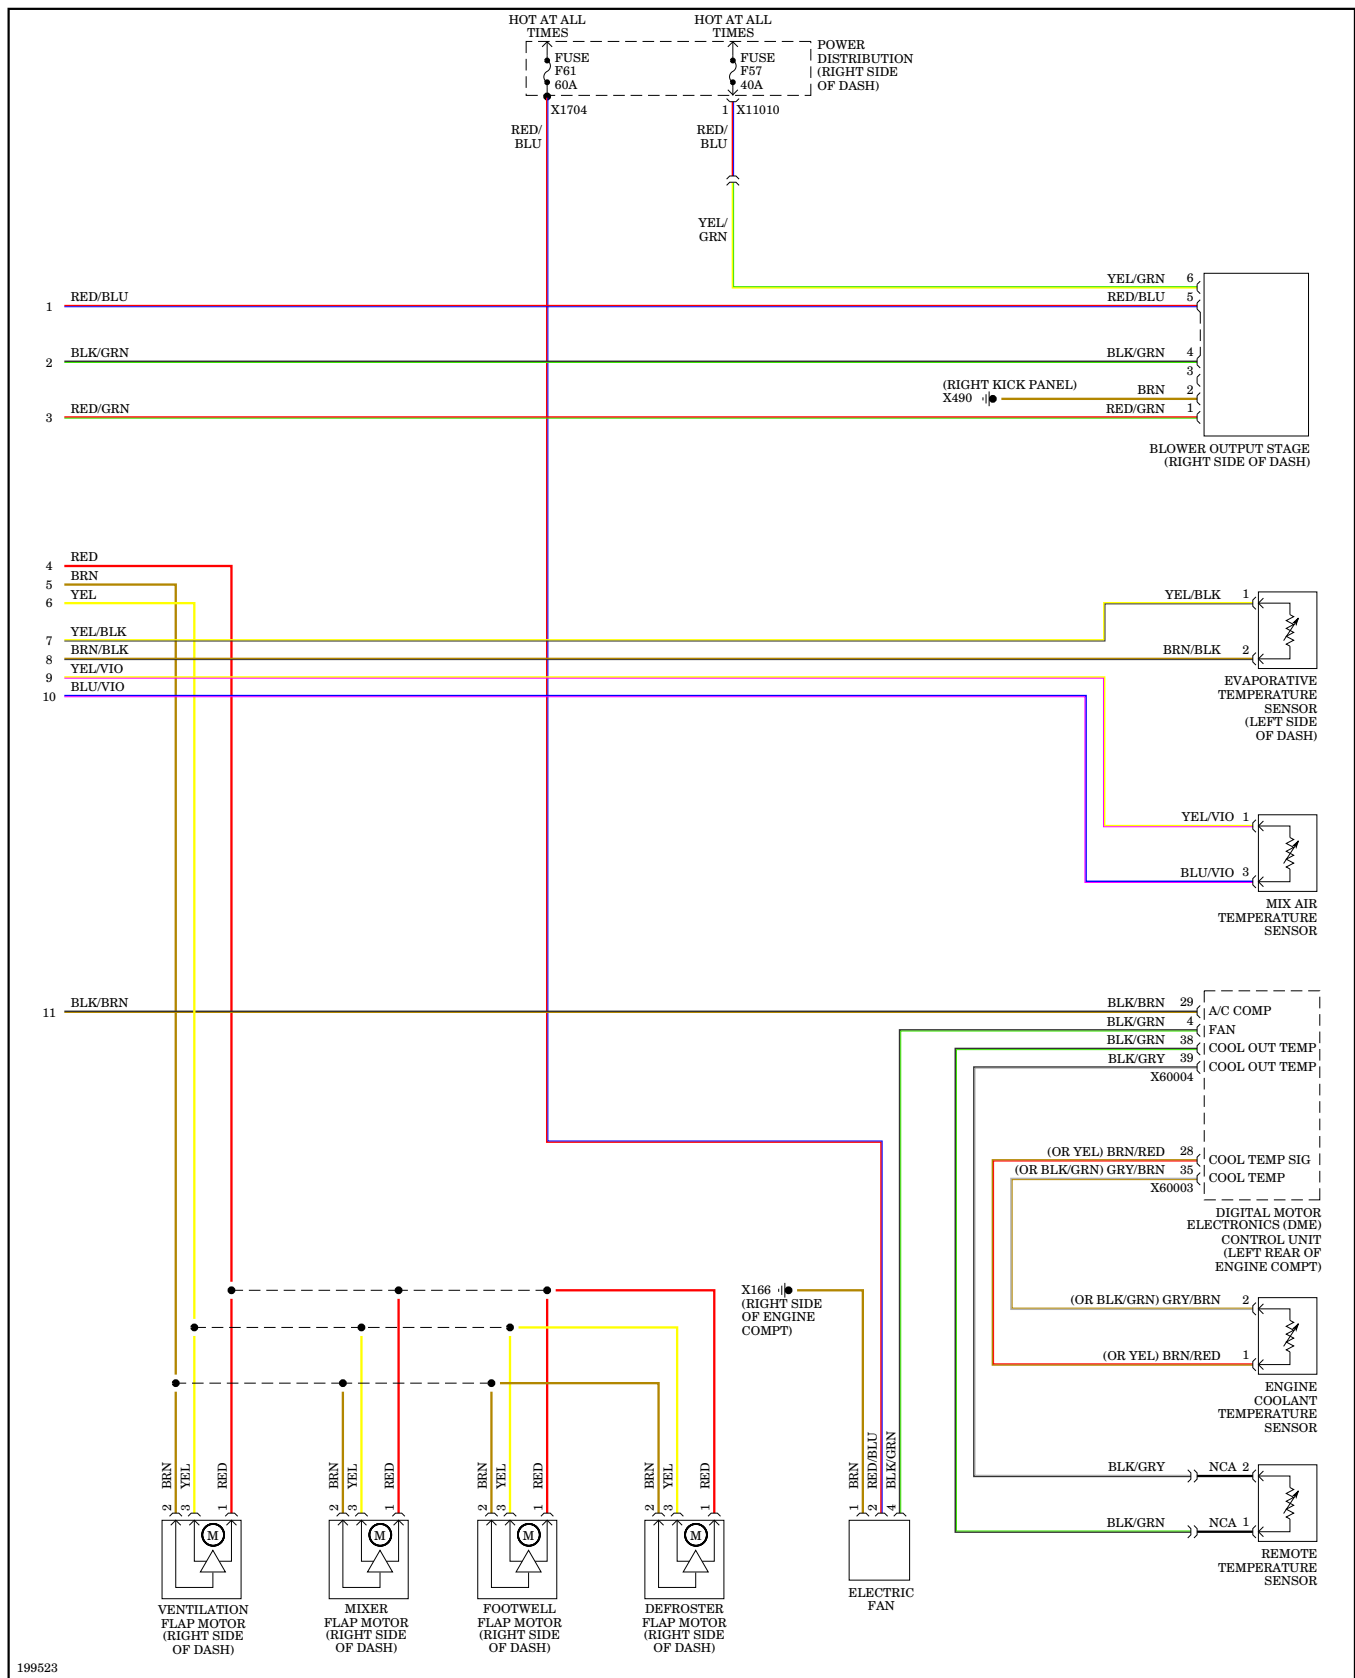 HOT AT ALL
TIMES
HOT AT ALL
TIMES
FUSE
F61
60A
FUSE
F57
40A
POWER
DISTRIBUTION
(RIGHT SIDE
OF DASH)
X1704
1 X11010
RED/
BLU
RED/
BLU
YEL/
GRN
YEL/GRN 6
1 RED/BLU
RED/BLU 5
2 BLK/GRN
BLK/GRN 4
3
(RIGHT KICK PANEL)
X490
BRN 2
3 RED/GRN
RED/GRN 1
BLOWER OUTPUT STAGE
(RIGHT SIDE OF DASH)
4 RED
5 BRN
6 YEL
YEL/BLK 1
7 YEL/BLK
8 BRN/BLK
BRN/BLK 2
9 YEL/VIO
10 BLU/VIO
EVAPORATIVE
TEMPERATURE
SENSOR
(LEFT SIDE
OF DASH)
YEL/VIO 1
BLU/VIO 3
MIX AIR
TEMPERATURE
SENSOR
11 BLK/BRN
BLK/BRN 29 A/C COMP
BLK/GRN 4 FAN
BLK/GRN 38 COOL OUT TEMP
BLK/GRY 39 COOL OUT TEMP
X60004
(OR YEL) BRN/RED 28 COOL TEMP SIG
(OR BLK/GRN) GRY/BRN 35 COOL TEMP
X60003
DIGITAL MOTOR
ELECTRONICS (DME)
CONTROL UNIT
(LEFT REAR OF
ENGINE COMPT)
X166
(RIGHT SIDE
OF ENGINE
COMPT)
(OR BLK/GRN) GRY/BRN 2
(OR YEL) BRN/RED 1
ENGINE
COOLANT
TEMPERATURE
SENSOR
BRN 2
YEL 3
RED 1
BRN 2
YEL 3
RED 1
BRN 2
YEL 3
RED 1
BRN 2
YEL 3
RED 1
BRN 1
RED/BLU 2
BLK/GRN 4
BLK/GRY NCA 2
BLK/GRN NCA 1
REMOTE
TEMPERATURE
SENSOR
M
M
M
M
VENTILATION
FLAP MOTOR
(RIGHT SIDE
OF DASH)
MIXER
FLAP MOTOR
(RIGHT SIDE
OF DASH)
FOOTWELL
FLAP MOTOR
(RIGHT SIDE
OF DASH)
DEFROSTER
FLAP MOTOR
(RIGHT SIDE
OF DASH)
ELECTRIC
FAN
199523